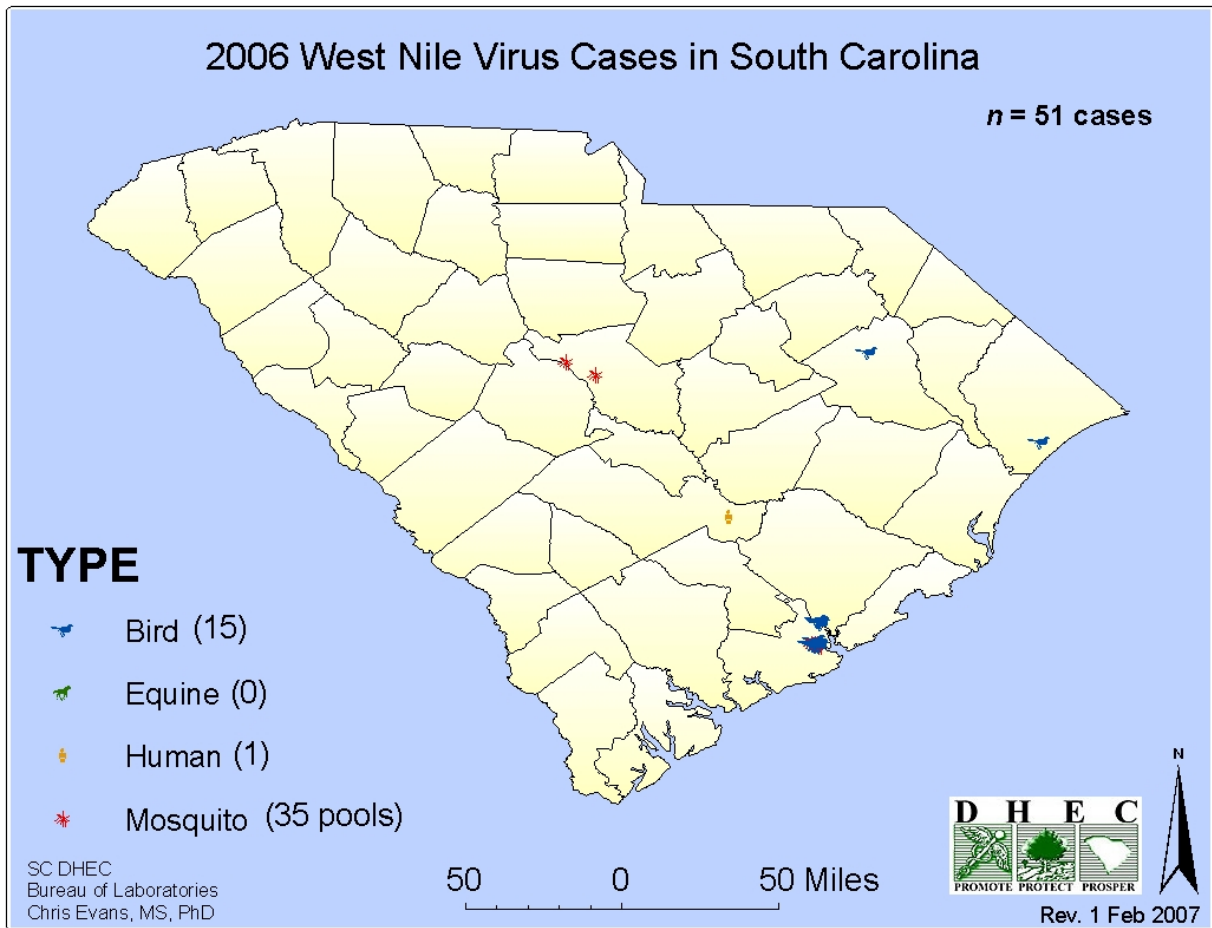 2006 West Nile Virus Cases in South Carolina
n = 51 cases
TYPE
Bird (15)
Equine (0)
Human (1)
Mosquito (35 pools)
SC DHEC
Bureau of Laboratories
Chris Evans, MS, PhD
50 0 50 Miles
D H E C
PROMOTE PROTECT PROSPER
N
Rev. 1 Feb 2007